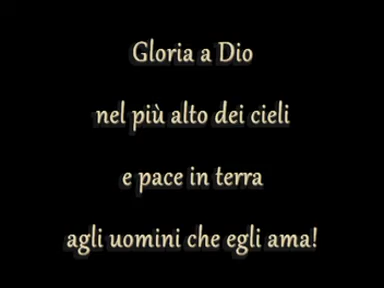 Gloria a Dio
nel più alto dei cieli
e pace in terra
agli uomini che egli ama!